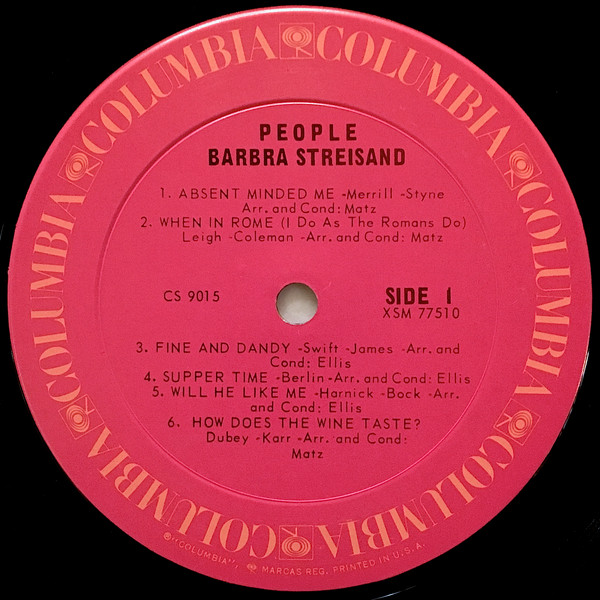 COLUMBIA COLUMBIA COLUMBIA COLUMBIA COLUMBIA COLUMBIA
PEOPLE
BARBRA STREISAND
1. ABSENT MINDED ME -Merrill -Styne
Arr. and Cond: Matz
2. WHEN IN ROME (I Do As The Romans Do)
Leigh -Coleman -Arr. and Cond: Matz
CS 9015
SIDE 1
XSM 77510
3. FINE AND DANDY -Swift -James -Arr. and
Cond: Ellis
4. SUPPER TIME -Berlin -Arr. and Cond: Ellis
5. WILL HE LIKE ME -Harnick -Bock -Arr.
and Cond: Ellis
6. HOW DOES THE WINE TASTE?
Dubey -Karr -Arr. and Cond:
Matz
® "COLUMBIA", MARCAS REG. PRINTED IN U.S.A.